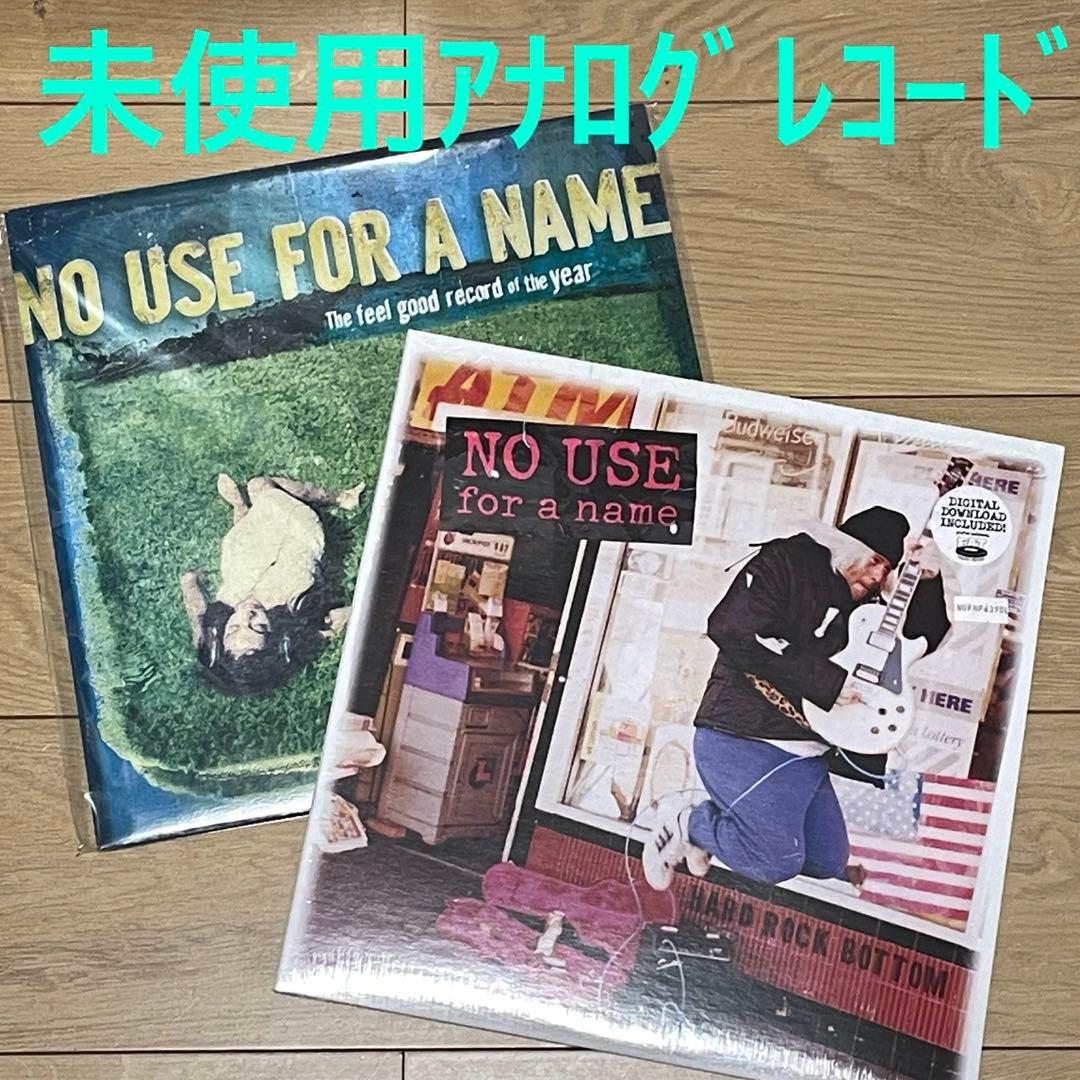 未使用ｱﾅﾛｸﾞﾚｺｰﾄﾞ
NO USE FOR A NAME
The feel good record of the year
ATM
NO USE
for a name
Budweise
HERE
DIGITAL
DOWNLOAD
INCLUDED!
HERE
Lottery
HARD ROCK BOTTOM